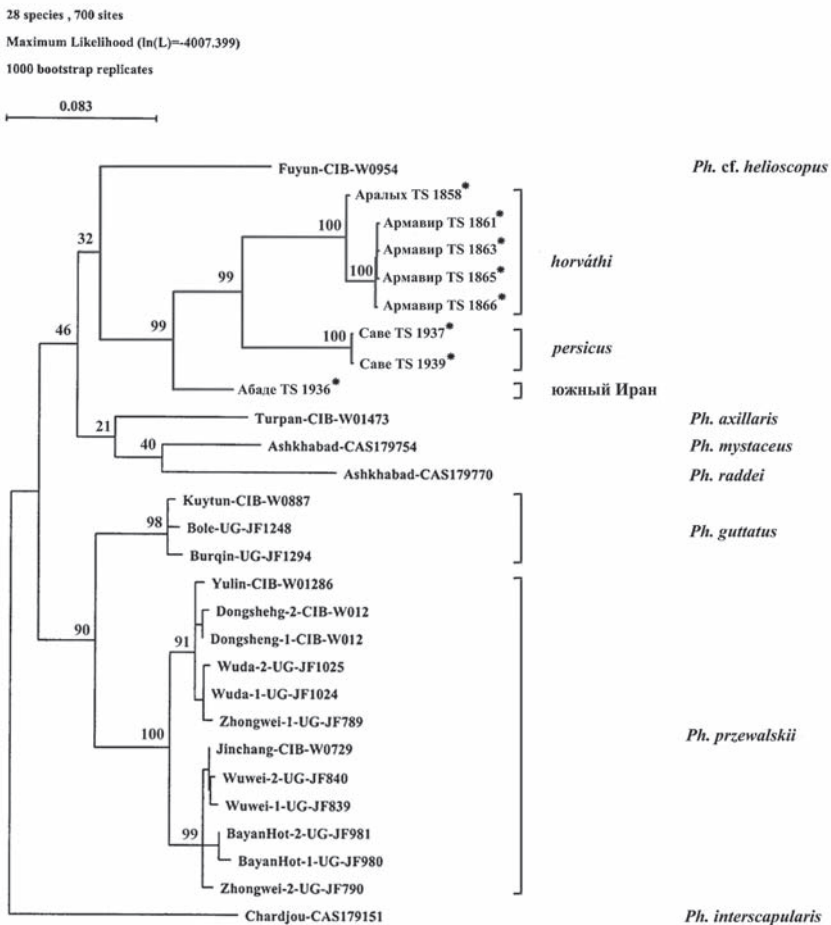 28 species , 700 sites
Maximum Likelihood (ln(L)=-4007.399)
1000 bootstrap replicates
0.083
Fuyun-CIB-W0954 Ph. cf. helioscopus
Аралых TS 1858*
100 Армавир TS 1861*
32 Армавир TS 1863* horváthi
99 100 Армавир TS 1865*
Армавир TS 1866*
46 99 100 Саве TS 1937* persicus
Саве TS 1939*
Абаде TS 1936* южный Иран
Turpan-CIB-W01473 Ph. axillaris
21 40 Ashkhabad-CAS179754 Ph. mystaceus
Ashkhabad-CAS179770 Ph. raddei
Kuytun-CIB-W0887
98 Bole-UG-JF1248 Ph. guttatus
Burqin-UG-JF1294
Yulin-CIB-W01286
Dongshehg-2-CIB-W012
90 91 Dongsheng-1-CIB-W012
Wuda-2-UG-JF1025
Wuda-1-UG-JF1024
Zhongwei-1-UG-JF789
100 Ph. przewalskii
Jinchang-CIB-W0729
Wuwei-2-UG-JF840
Wuwei-1-UG-JF839
99 BayanHot-2-UG-JF981
BayanHot-1-UG-JF980
Zhongwei-2-UG-JF790
Chardjou-CAS179151 Ph. interscapularis